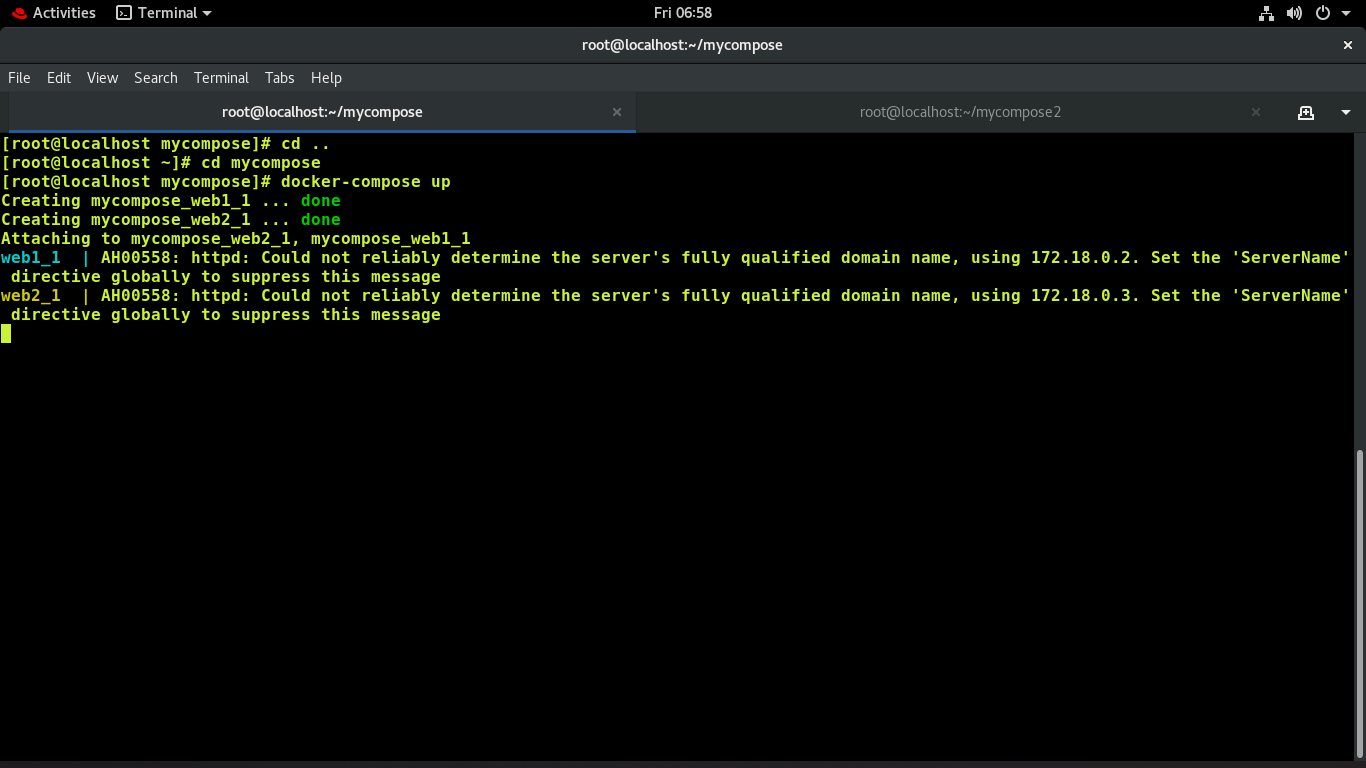 Activities Terminal Fri 06:58
root@localhost:~/mycompose
File Edit View Search Terminal Tabs Help
root@localhost:~/mycompose root@localhost:~/mycompose2
[root@localhost mycompose]# cd ..
[root@localhost ~]# cd mycompose
[root@localhost mycompose]# docker-compose up
Creating mycompose_web1_1 ... done
Creating mycompose_web2_1 ... done
Attaching to mycompose_web2_1, mycompose_web1_1
web1_1  | AH00558: httpd: Could not reliably determine the server's fully qualified domain name, using 172.18.0.2. Set the 'ServerName'
 directive globally to suppress this message
web2_1  | AH00558: httpd: Could not reliably determine the server's fully qualified domain name, using 172.18.0.3. Set the 'ServerName'
 directive globally to suppress this message